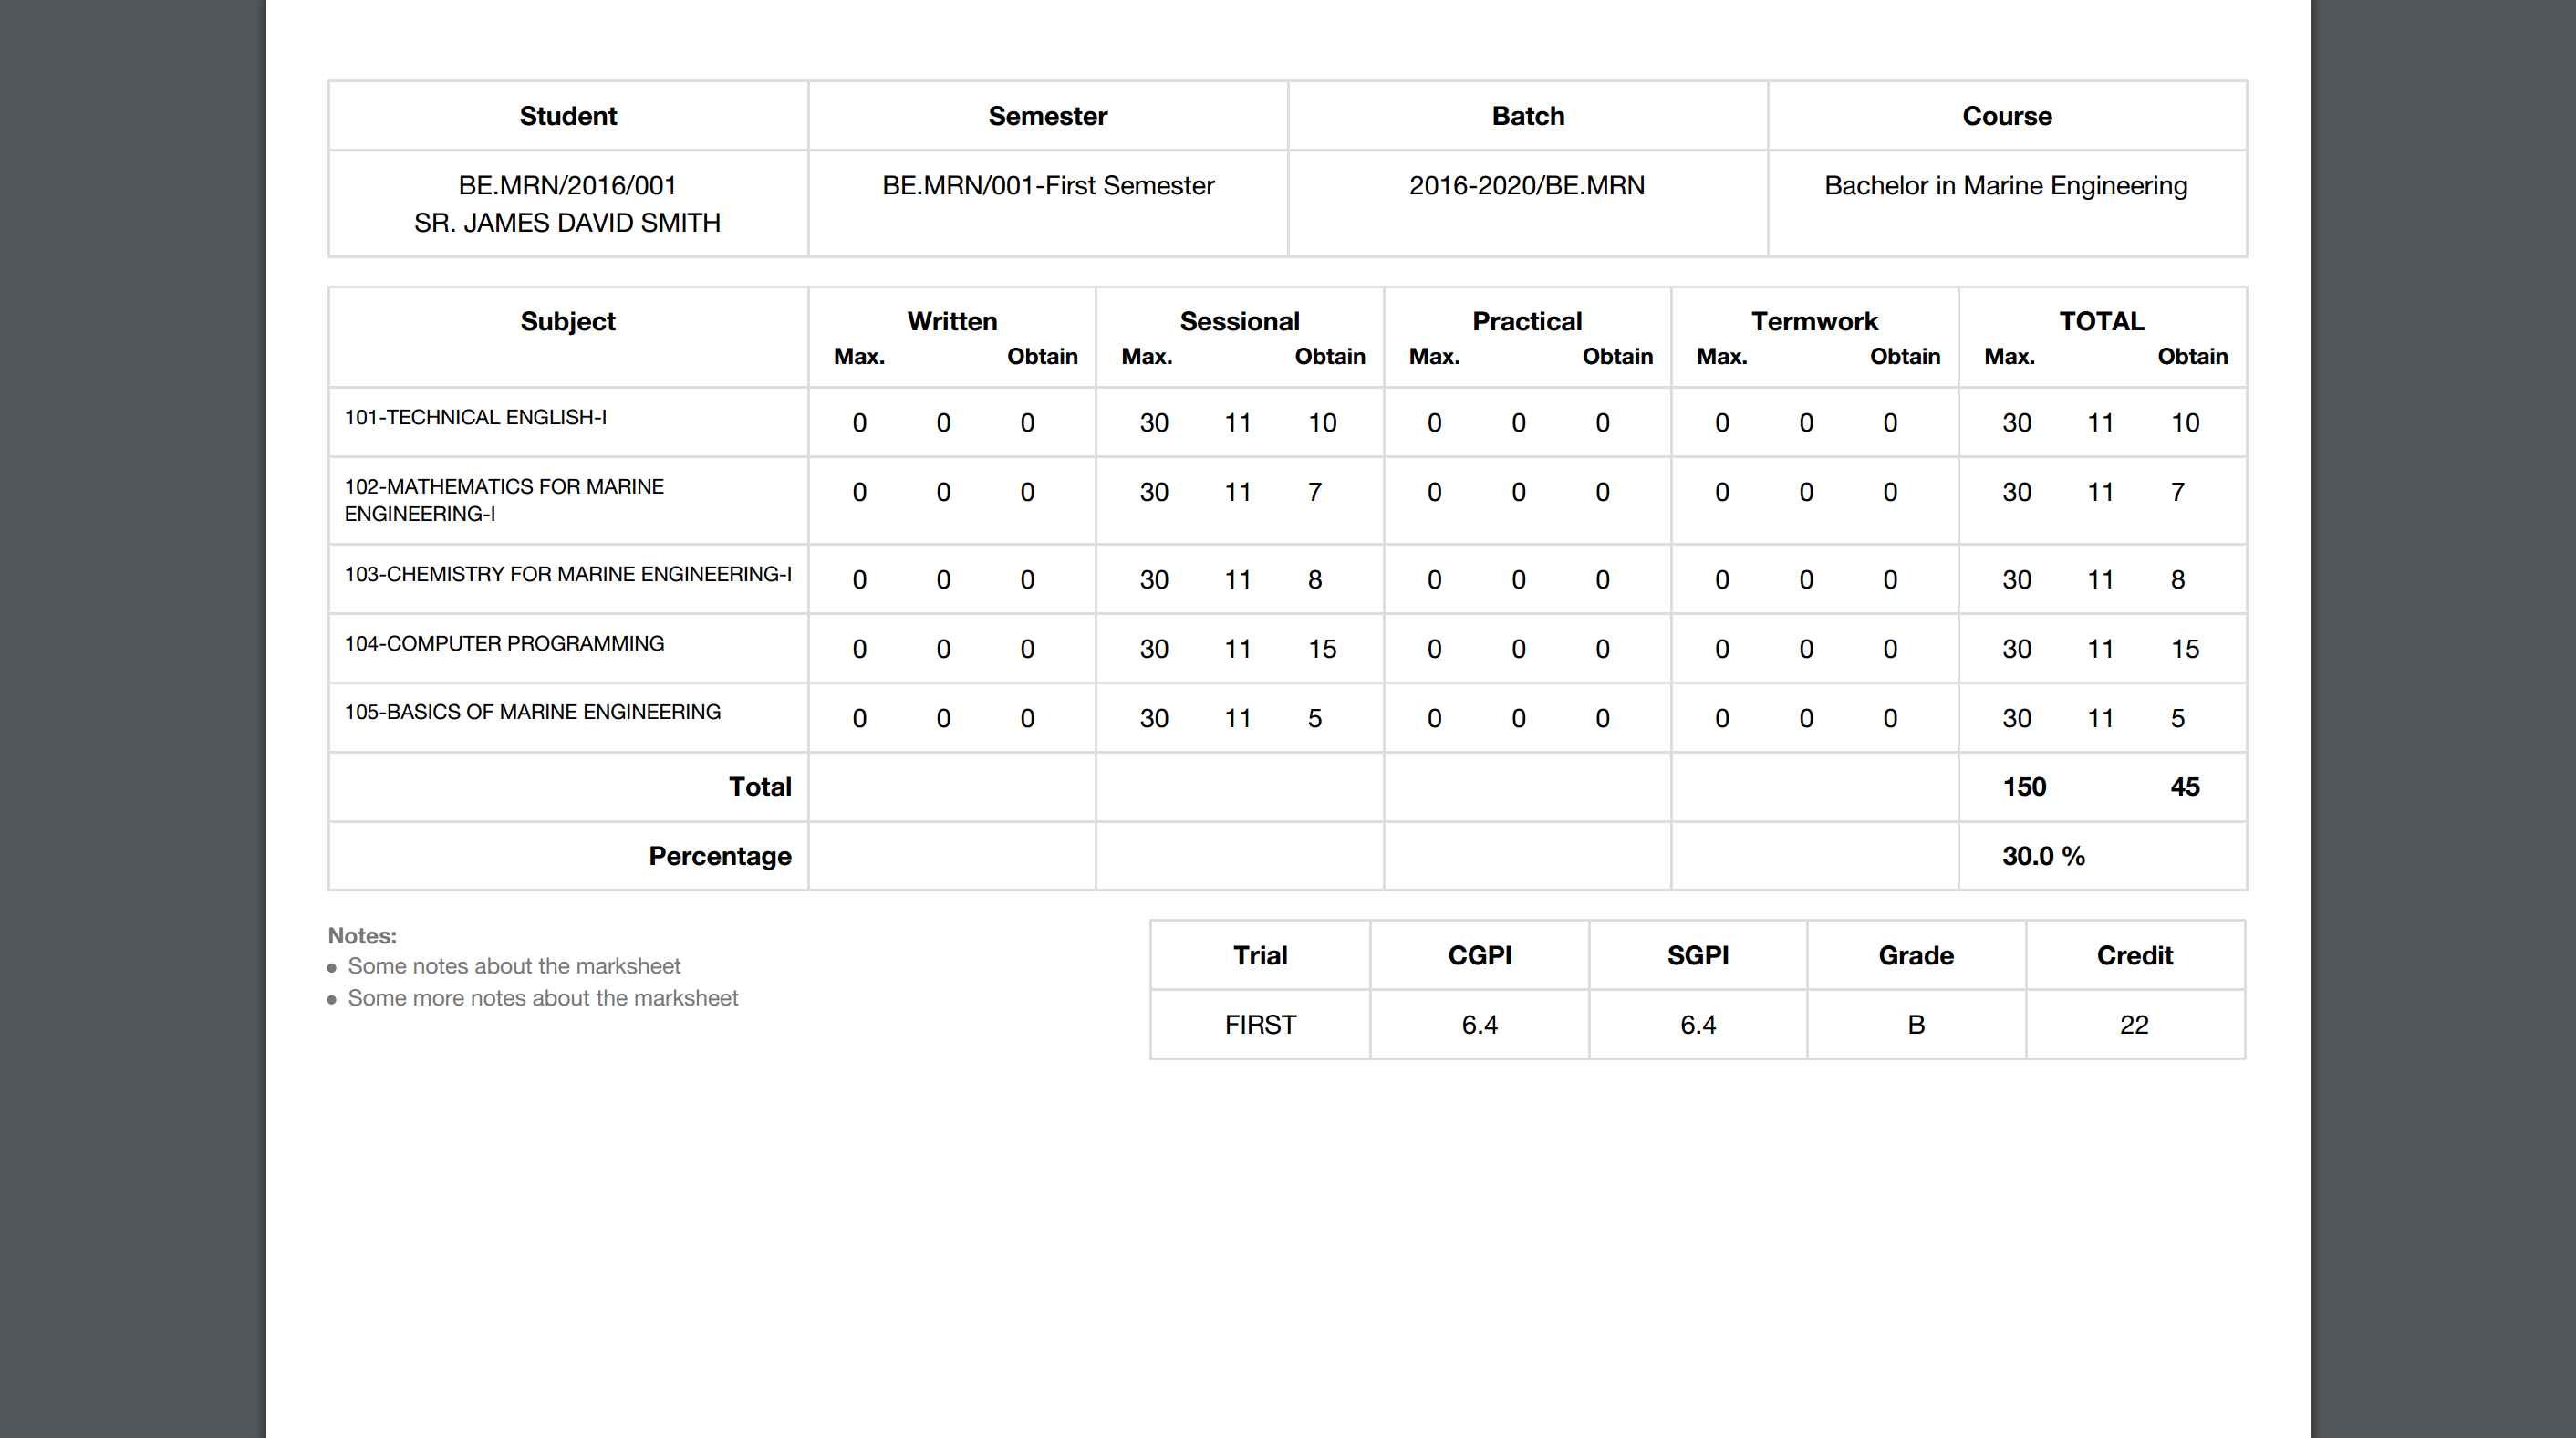 Student Semester Batch Course
BE.MRN/2016/001 BE.MRN/001-First Semester 2016-2020/BE.MRN Bachelor in Marine Engineering
SR. JAMES DAVID SMITH
Subject Written Sessional Practical Termwork TOTAL
Max. Obtain Max. Obtain Max. Obtain Max. Obtain Max. Obtain
101-TECHNICAL ENGLISH-I 0 0 0 30 11 10 0 0 0 0 0 0 30 11 10
102-MATHEMATICS FOR MARINE 0 0 0 30 11 7 0 0 0 0 0 0 30 11 7
ENGINEERING-I
103-CHEMISTRY FOR MARINE ENGINEERING-I 0 0 0 30 11 8 0 0 0 0 0 0 30 11 8
104-COMPUTER PROGRAMMING 0 0 0 30 11 15 0 0 0 0 0 0 30 11 15
105-BASICS OF MARINE ENGINEERING 0 0 0 30 11 5 0 0 0 0 0 0 30 11 5
Total 150 45
Percentage 30.0 %
Notes:
• Some notes about the marksheet
• Some more notes about the marksheet
Trial CGPI SGPI Grade Credit
FIRST 6.4 6.4 B 22